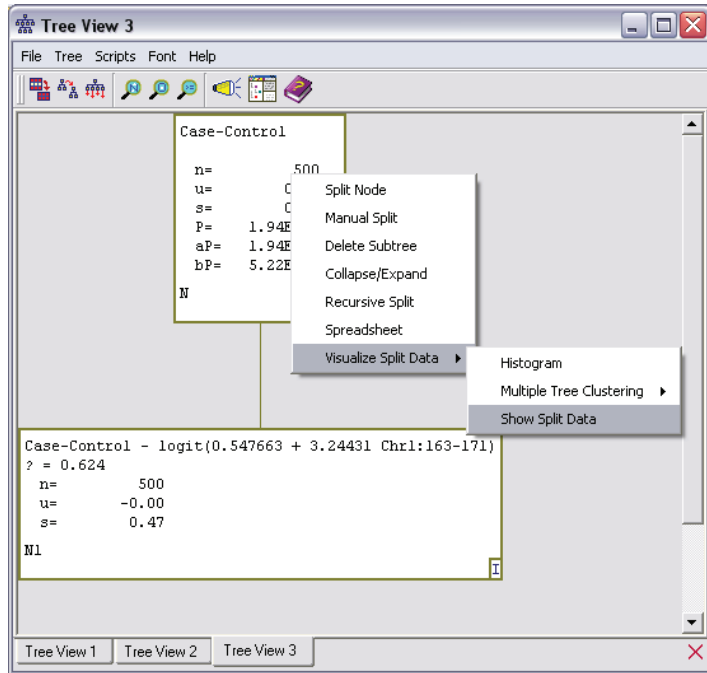 Tree View 3
File Tree Scripts Font Help
Case-Control
n= 500
u=
s=
P= 1.94E
aP= 1.94E
bP= 5.22E
N
Split Node
Manual Split
Delete Subtree
Collapse/Expand
Recursive Split
Spreadsheet
Visualize Split Data
Histogram
Multiple Tree Clustering
Show Split Data
Case-Control - logit(0.547663 + 3.24431 Chr1:163-171)
? = 0.624
n= 500
u= -0.00
s= 0.47
N1
I
Tree View 1 Tree View 2 Tree View 3